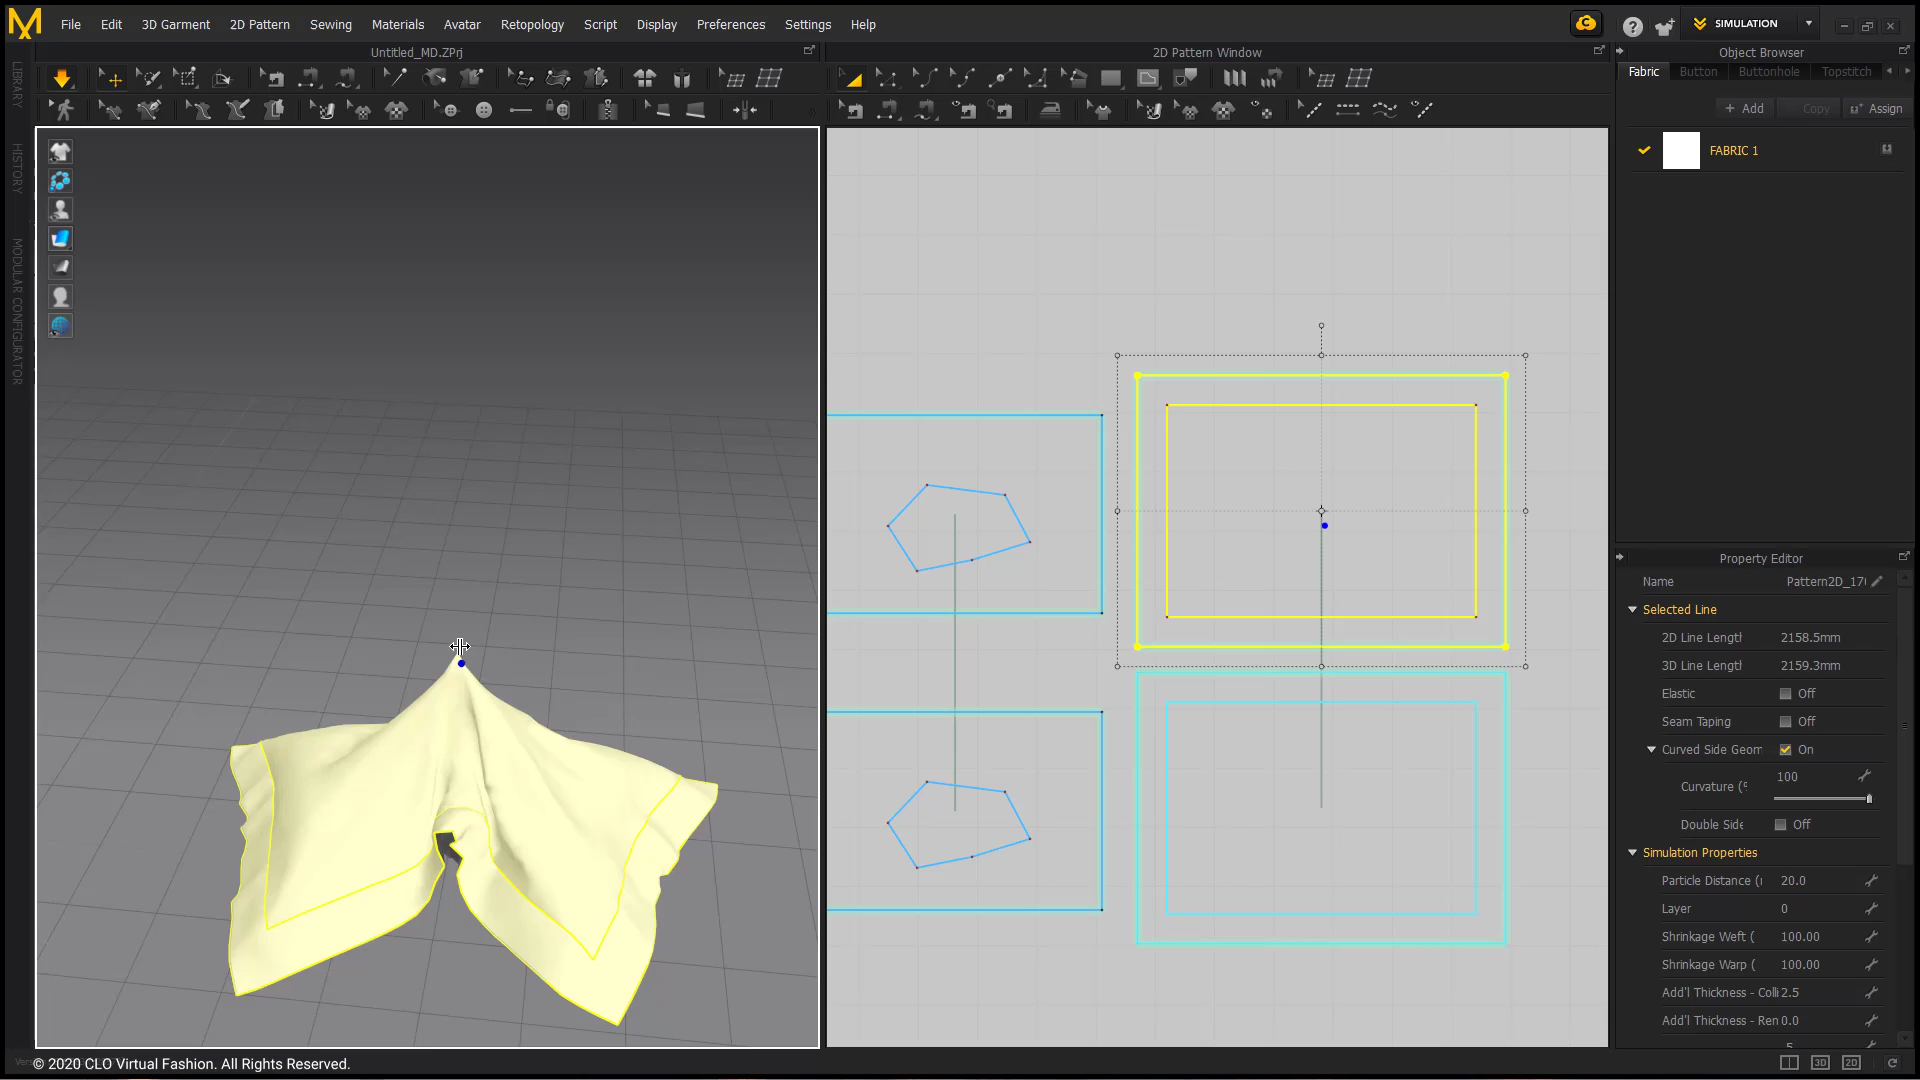 File Edit 3D Garment 2D Pattern Sewing Materials Avatar Retopology Script Display Preferences Settings Help
SIMULATION
Untitled_MD.ZPrj
2D Pattern Window
Object Browser
Fabric Button Buttonhole Topstitch
+ Add Copy Assign
FABRIC 1
LIBRARY
HISTORY
MODULAR CONFIGURATOR
Property Editor
Name Pattern2D_17
Selected Line
2D Line Length 2158.5mm
3D Line Length 2159.3mm
Elastic Off
Seam Taping Off
Curved Side Geom On
Curvature (° 100
Double Side Off
Simulation Properties
Particle Distance (r 20.0
Layer 0
Shrinkage Weft ( 100.00
Shrinkage Warp ( 100.00
Add'l Thickness - Colli 2.5
Add'l Thickness - Ren 0.0
© 2020 CLO Virtual Fashion. All Rights Reserved.
3D 2D